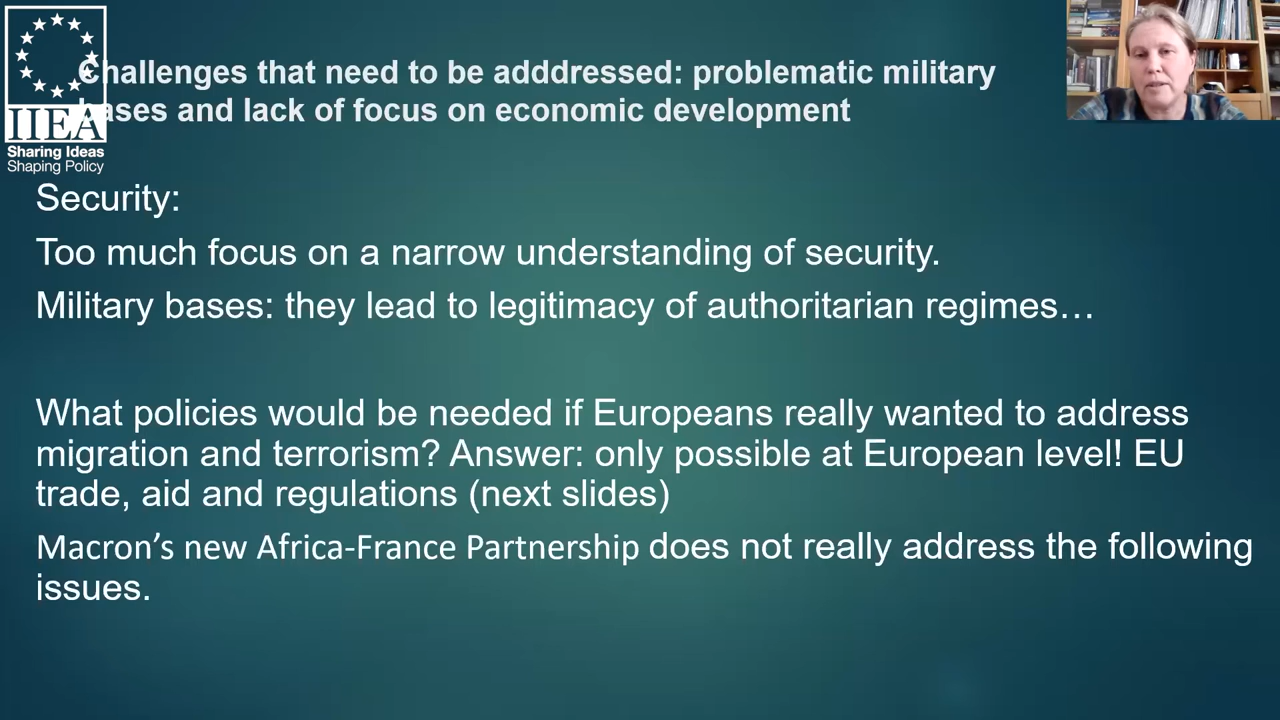 Challenges that need to be adddressed: problematic military
bases and lack of focus on economic development
IIEA
Sharing Ideas
Shaping Policy
Security:
Too much focus on a narrow understanding of security.
Military bases: they lead to legitimacy of authoritarian regimes…
What policies would be needed if Europeans really wanted to address
migration and terrorism? Answer: only possible at European level! EU
trade, aid and regulations (next slides)
Macron’s new Africa-France Partnership does not really address the following
issues.